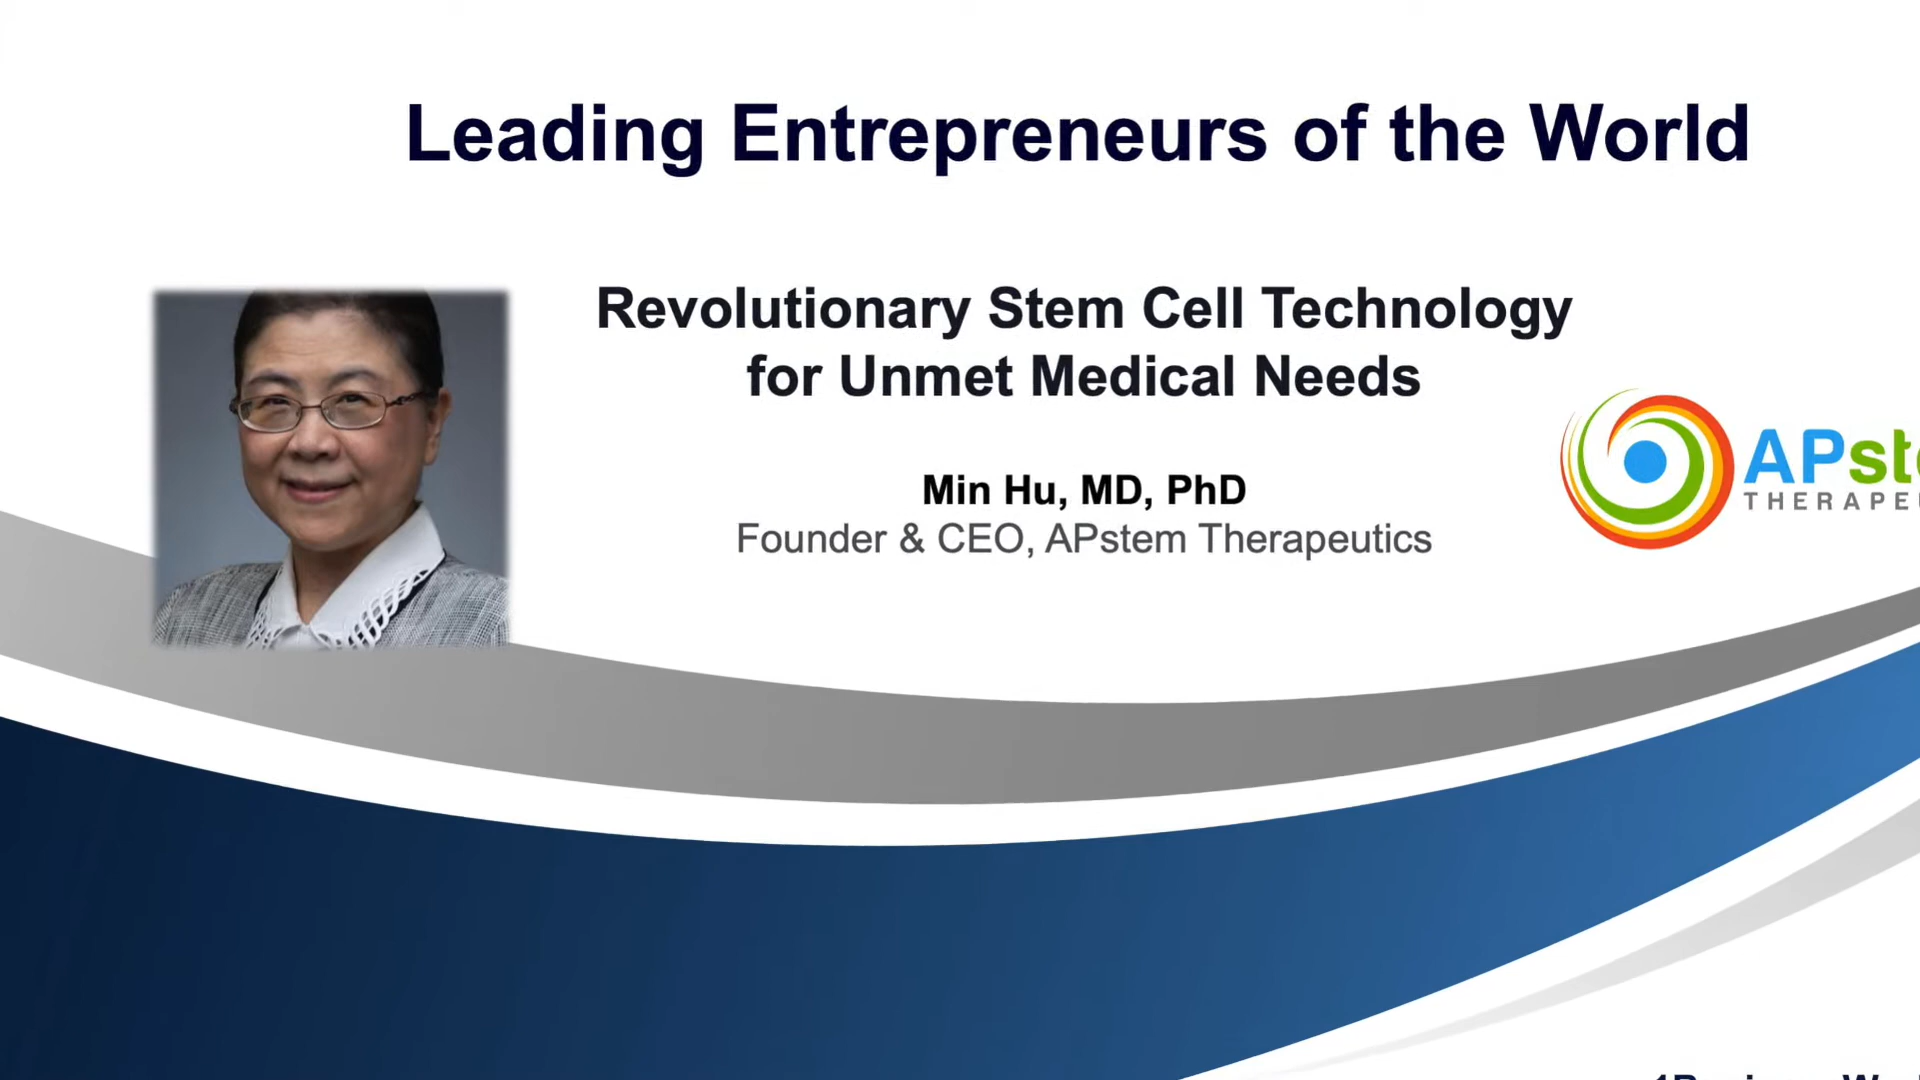 Leading Entrepreneurs of the World
Revolutionary Stem Cell Technology
for Unmet Medical Needs
Min Hu, MD, PhD
Founder & CEO, APstem Therapeutics